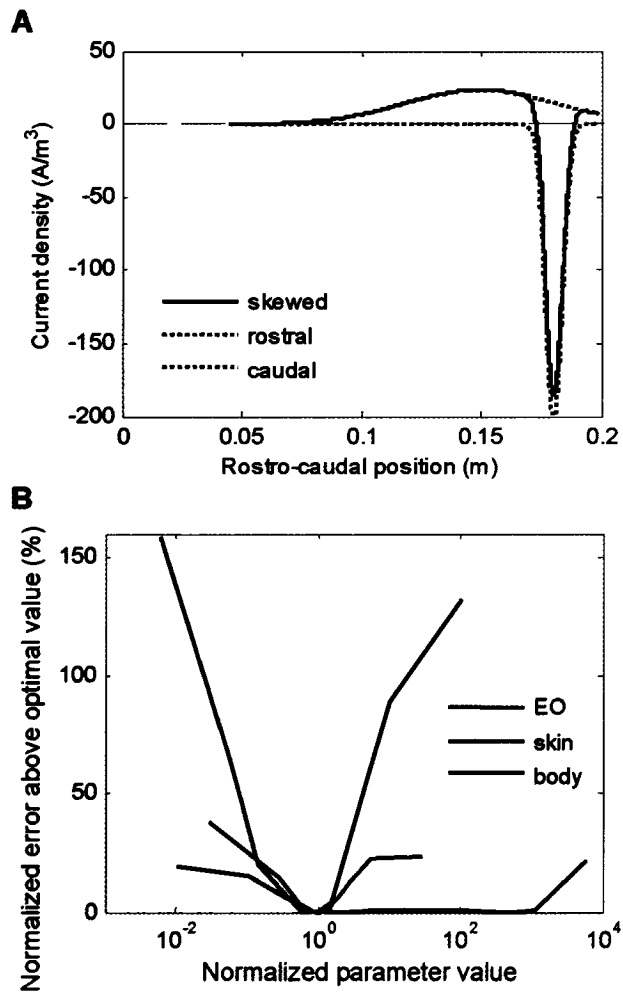 A
Current density (A/m³)
50
0
-50
-100
-150
-200
skewed
rostral
caudal
0
0.05
0.1
0.15
0.2
Rostro-caudal position (m)
B
Normalized error above optimal value (%)
150
100
50
0
EO
skin
body
10⁻²
10⁰
10²
10⁴
Normalized parameter value